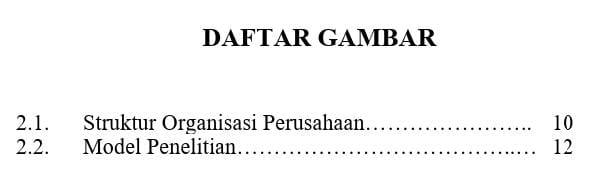 DAFTAR GAMBAR
2.1. Struktur Organisasi Perusahaan…………………….. 10
2.2. Model Penelitian………………………………..… 12